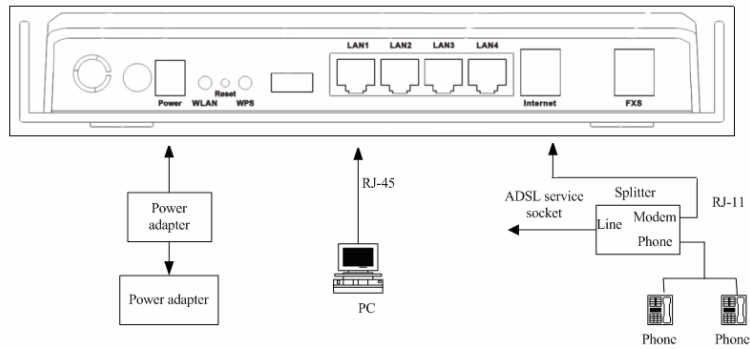 LAN1 LAN2 LAN3 LAN4
Power WLAN Reset WPS Internet FXS
RJ-45
ADSL service
socket
Splitter
RJ-11
Line
Modem
Phone
Power
adapter
Power adapter
PC
Phone Phone